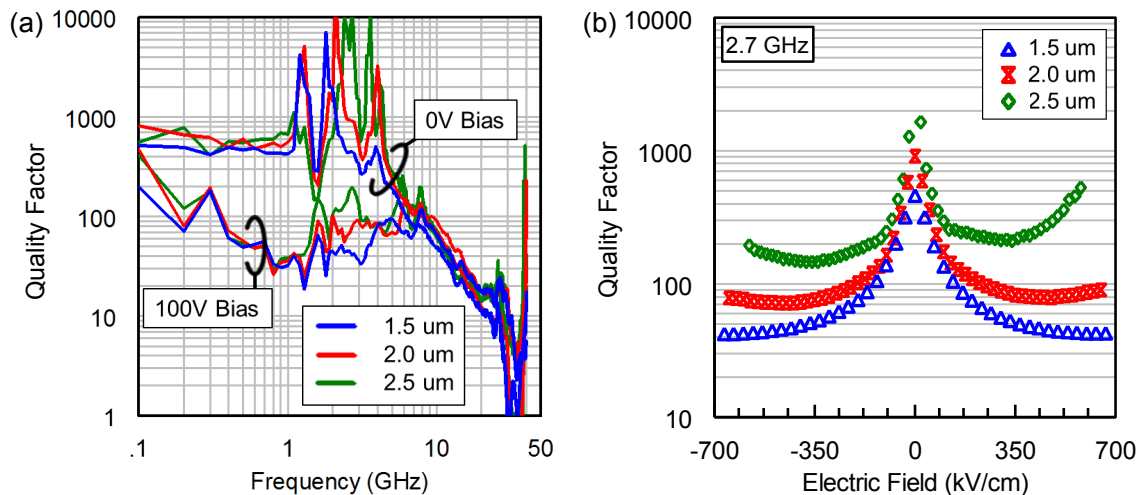 (a)
Quality Factor
10000
1000
100
10
1
0V Bias
100V Bias
1.5 um
2.0 um
2.5 um
.1
1
10
50
Frequency (GHz)
(b)
Quality Factor
10000
1000
100
10
2.7 GHz
1.5 um
2.0 um
2.5 um
-700
-350
0
350
700
Electric Field (kV/cm)